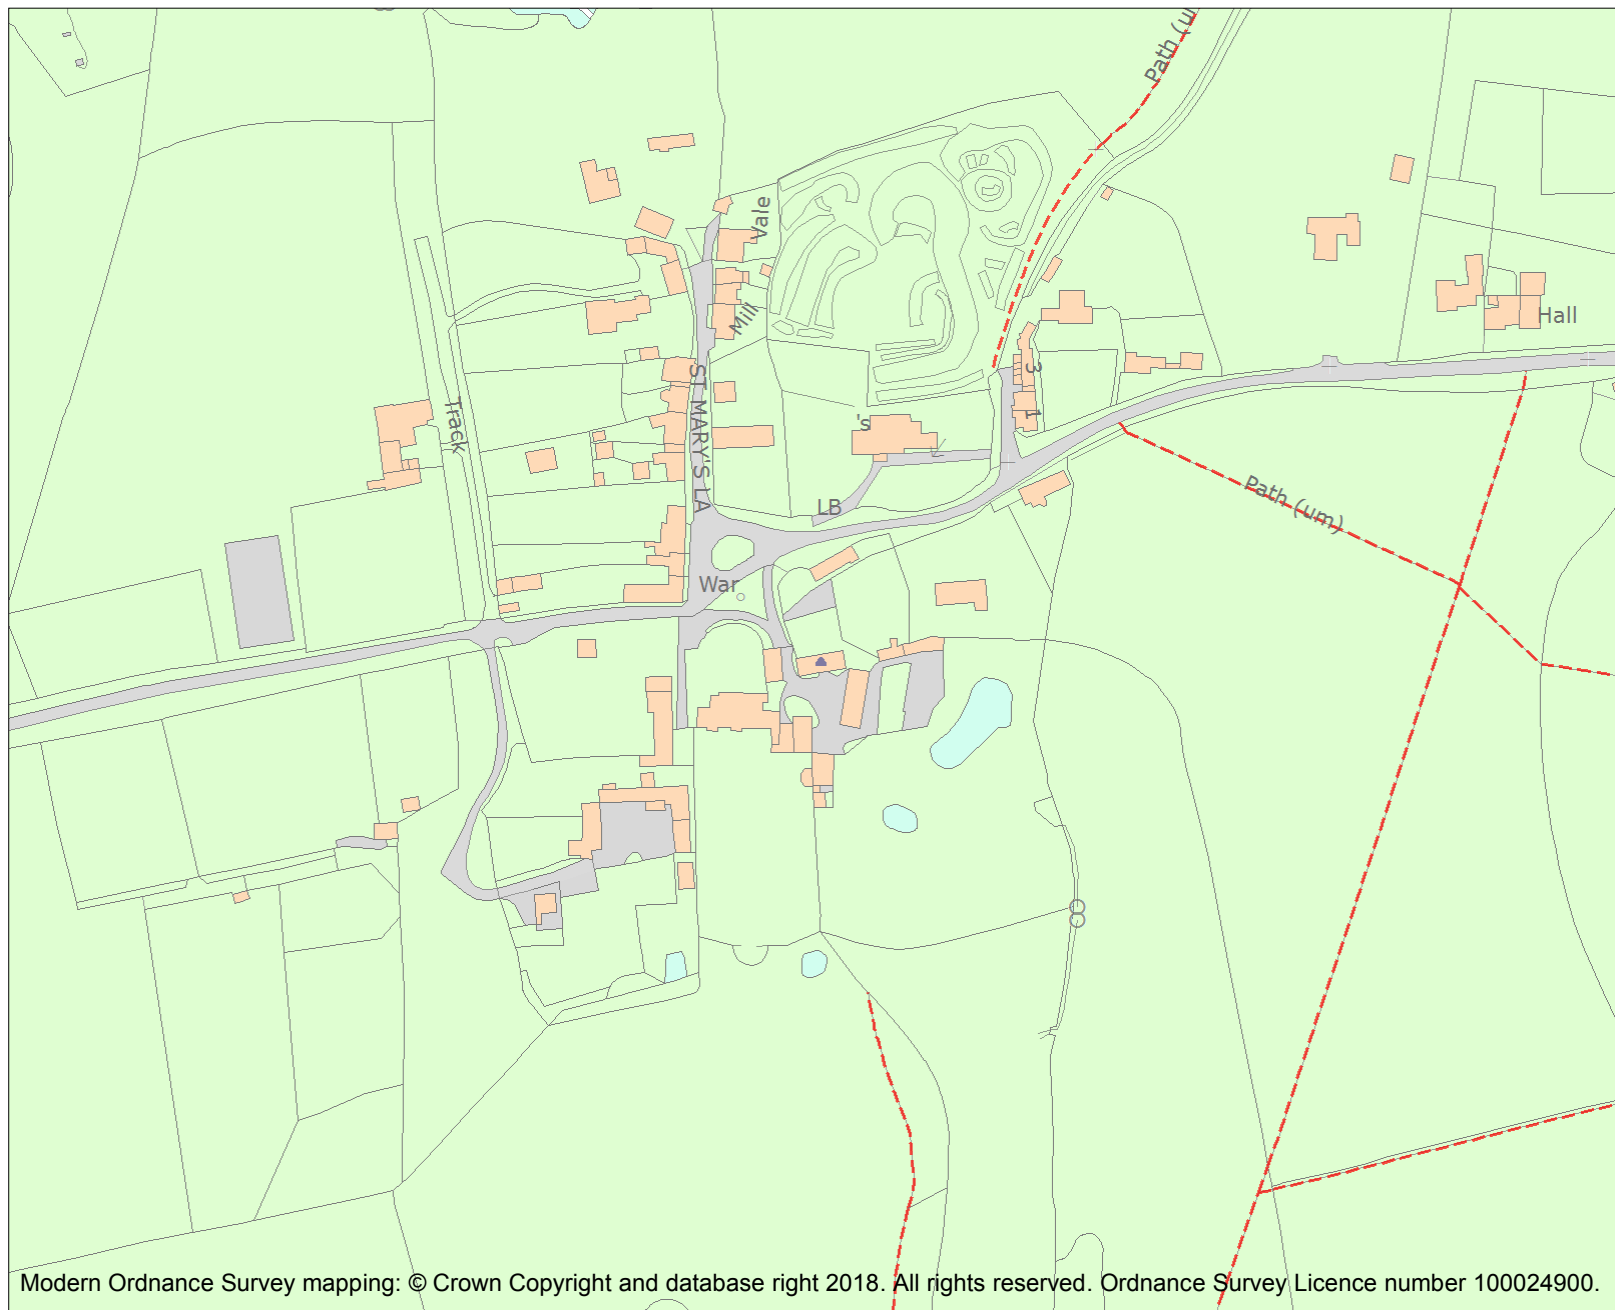 Path (u
Vale
Mill
Hall
3
1
ST MARY'S LA
Track
's
LB
Path (um)
War
Modern Ordnance Survey mapping: © Crown Copyright and database right 2018. All rights reserved. Ordnance Survey Licence number 100024900.